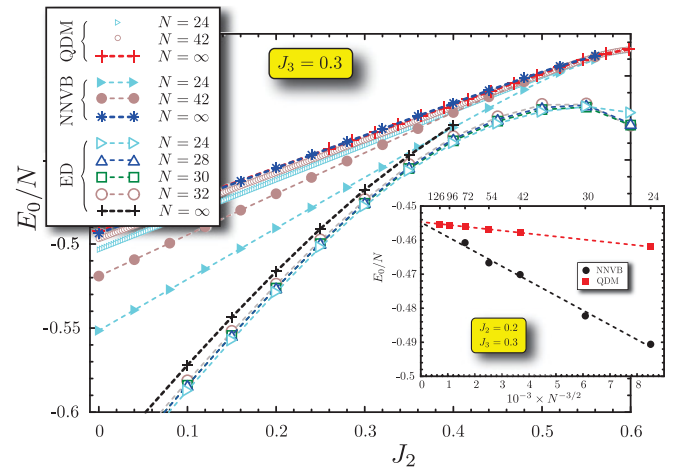 QDM
N = 24
N = 42
N = ∞
NNVB
N = 24
N = 42
N = ∞
ED
N = 24
N = 28
N = 30
N = 32
N = ∞
J₃ = 0.3
E₀/N
-0.5
-0.55
-0.6
0 0.1 0.2 0.3 0.4 0.5 0.6
J₂
126 96 72 54 42 30 24
-0.45
-0.46
-0.47
-0.48
-0.49
-0.5
E₀/N
NNVB
QDM
J₂ = 0.2
J₃ = 0.3
0 1 2 3 4 5 6 7 8
10⁻³ × N⁻³/²